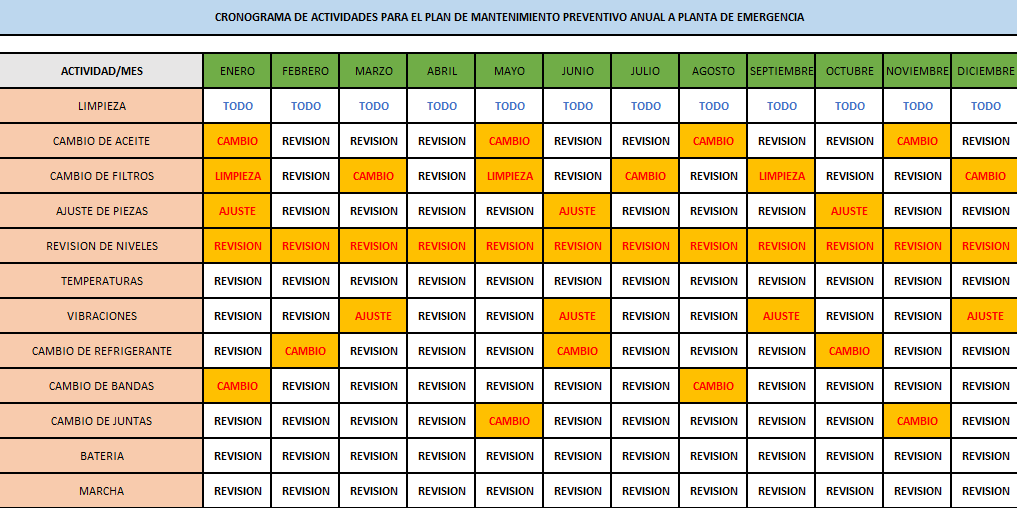 CRONOGRAMA DE ACTIVIDADES PARA EL PLAN DE MANTENIMIENTO PREVENTIVO ANUAL A PLANTA DE EMERGENCIA
ACTIVIDAD/MES ENERO FEBRERO MARZO ABRIL MAYO JUNIO JULIO AGOSTO SEPTIEMBRE OCTUBRE NOVIEMBRE DICIEMBRE
LIMPIEZA TODO TODO TODO TODO TODO TODO TODO TODO TODO TODO TODO TODO
CAMBIO DE ACEITE CAMBIO REVISION REVISION REVISION CAMBIO REVISION REVISION CAMBIO REVISION REVISION CAMBIO REVISION
CAMBIO DE FILTROS LIMPIEZA REVISION CAMBIO REVISION LIMPIEZA REVISION CAMBIO REVISION LIMPIEZA REVISION REVISION CAMBIO
AJUSTE DE PIEZAS AJUSTE REVISION REVISION REVISION REVISION AJUSTE REVISION REVISION REVISION AJUSTE REVISION REVISION
REVISION DE NIVELES REVISION REVISION REVISION REVISION REVISION REVISION REVISION REVISION REVISION REVISION REVISION REVISION
TEMPERATURAS REVISION REVISION REVISION REVISION REVISION REVISION REVISION REVISION REVISION REVISION REVISION REVISION
VIBRACIONES REVISION REVISION AJUSTE REVISION REVISION AJUSTE REVISION REVISION AJUSTE REVISION REVISION AJUSTE
CAMBIO DE REFRIGERANTE REVISION CAMBIO REVISION REVISION REVISION CAMBIO REVISION REVISION REVISION CAMBIO REVISION REVISION
CAMBIO DE BANDAS CAMBIO REVISION REVISION REVISION REVISION REVISION REVISION CAMBIO REVISION REVISION REVISION REVISION
CAMBIO DE JUNTAS REVISION REVISION REVISION REVISION CAMBIO REVISION REVISION REVISION REVISION REVISION CAMBIO REVISION
BATERIA REVISION REVISION REVISION REVISION REVISION REVISION REVISION REVISION REVISION REVISION REVISION REVISION
MARCHA REVISION REVISION REVISION REVISION REVISION REVISION REVISION REVISION REVISION REVISION REVISION REVISION